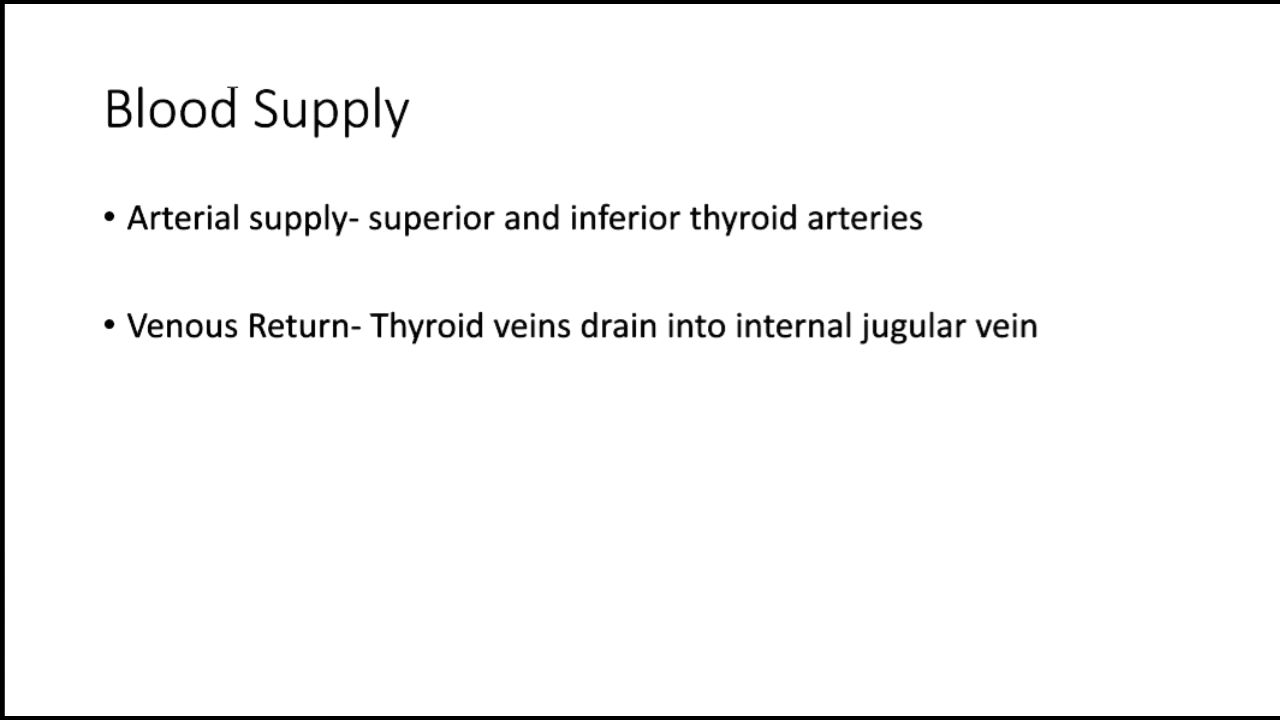 Blood Supply
• Arterial supply- superior and inferior thyroid arteries
• Venous Return- Thyroid veins drain into internal jugular vein